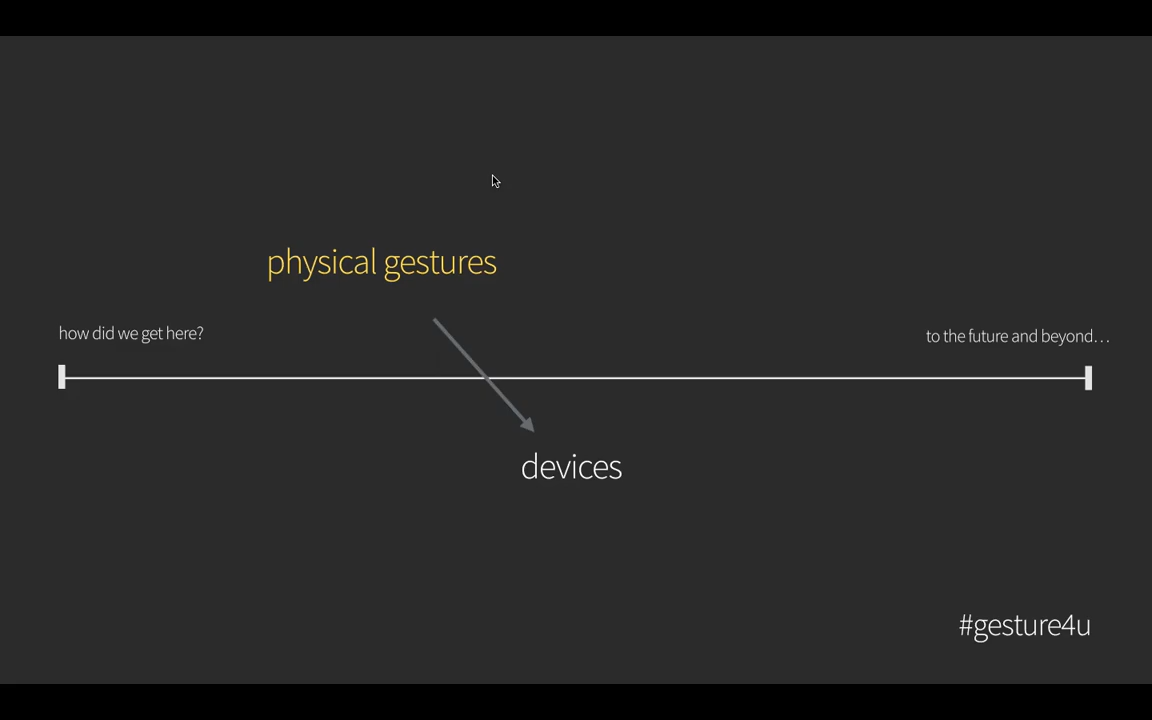 physical gestures
how did we get here?
to the future and beyond…
devices
#gesture4u